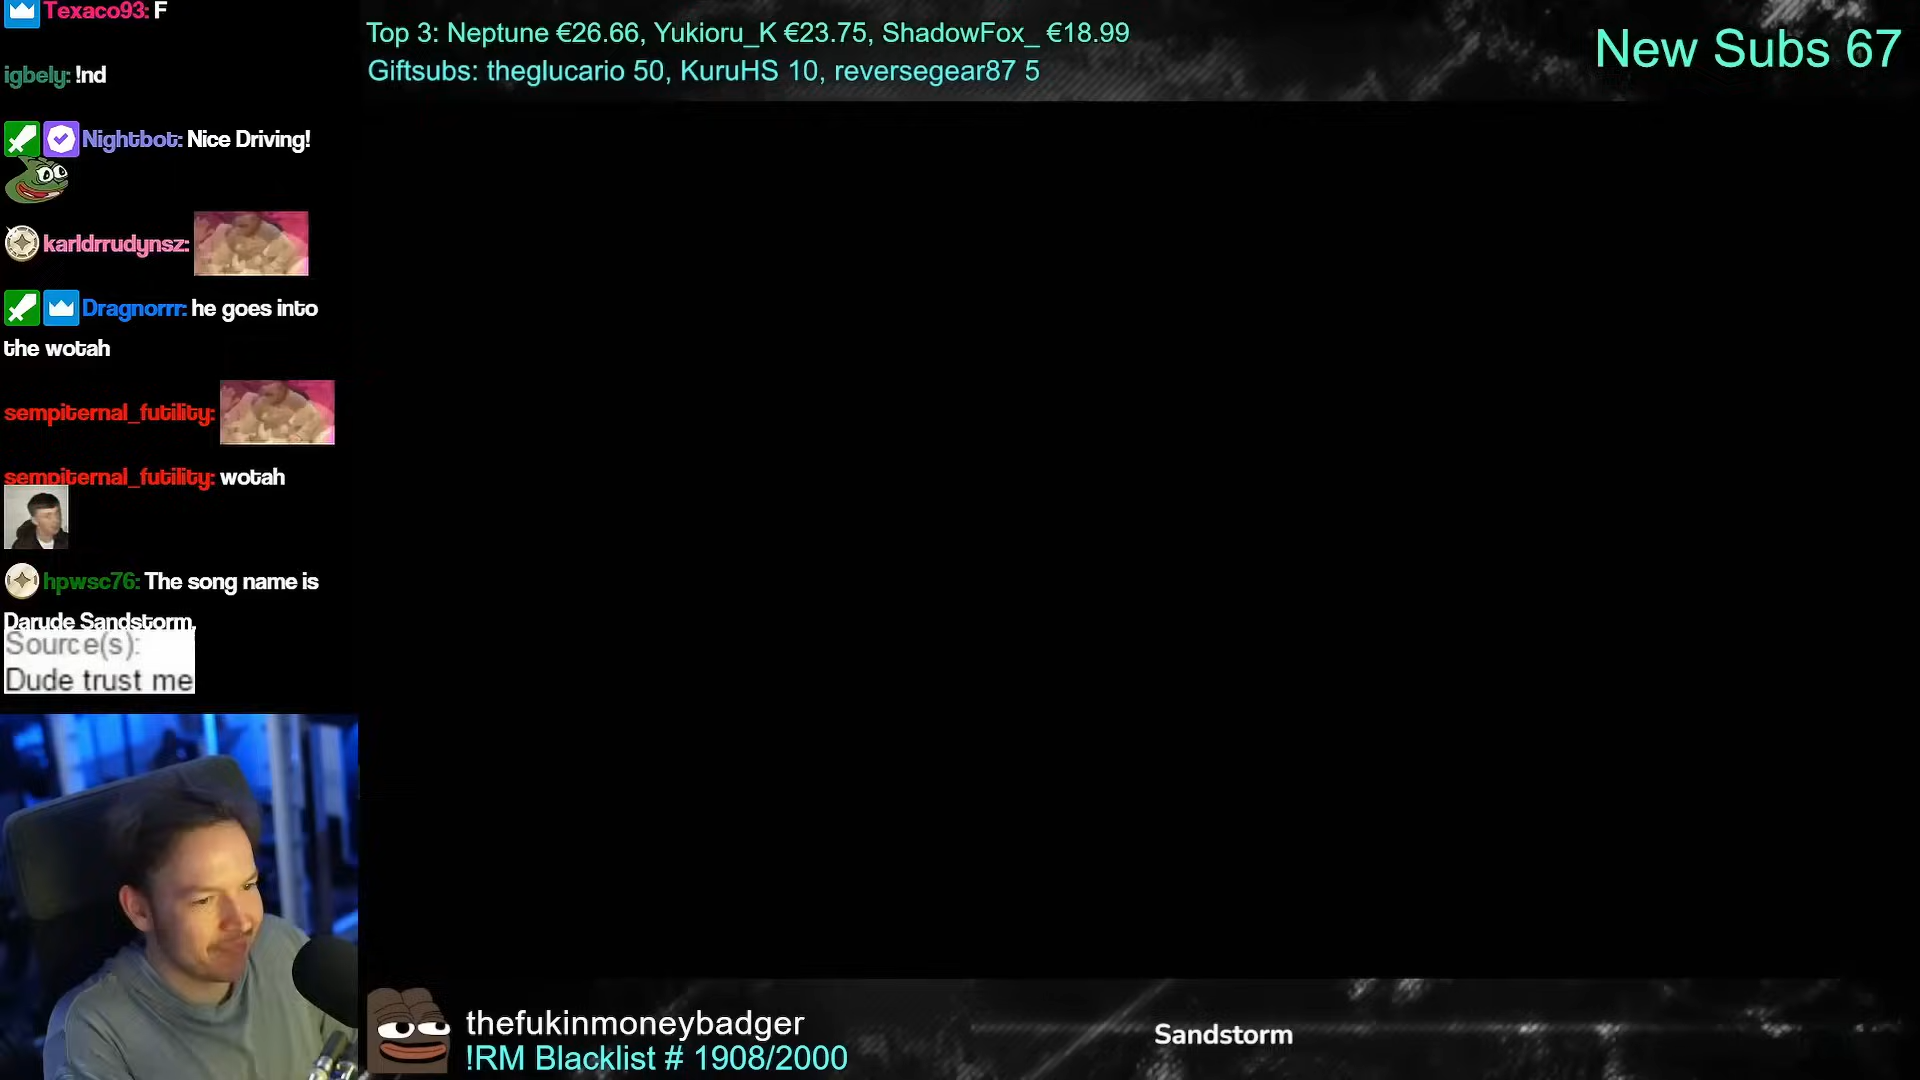 Texaco93: F
igbely: !nd
Nightbot: Nice Driving!
karldrrudynsz:
Dragnorrr: he goes into
the wotah
sempiternal_futility:
sempiternal_futility: wotah
hpwsc76: The song name is
Darude Sandstorm,
Source(s):
Dude trust me
Top 3: Neptune €26.66, Yukioru_K €23.75, ShadowFox_ €18.99
Giftsubs: theglucario 50, KuruHS 10, reversegear87 5
New Subs 67
thefukinmoneybadger
!RM Blacklist # 1908/2000
Sandstorm